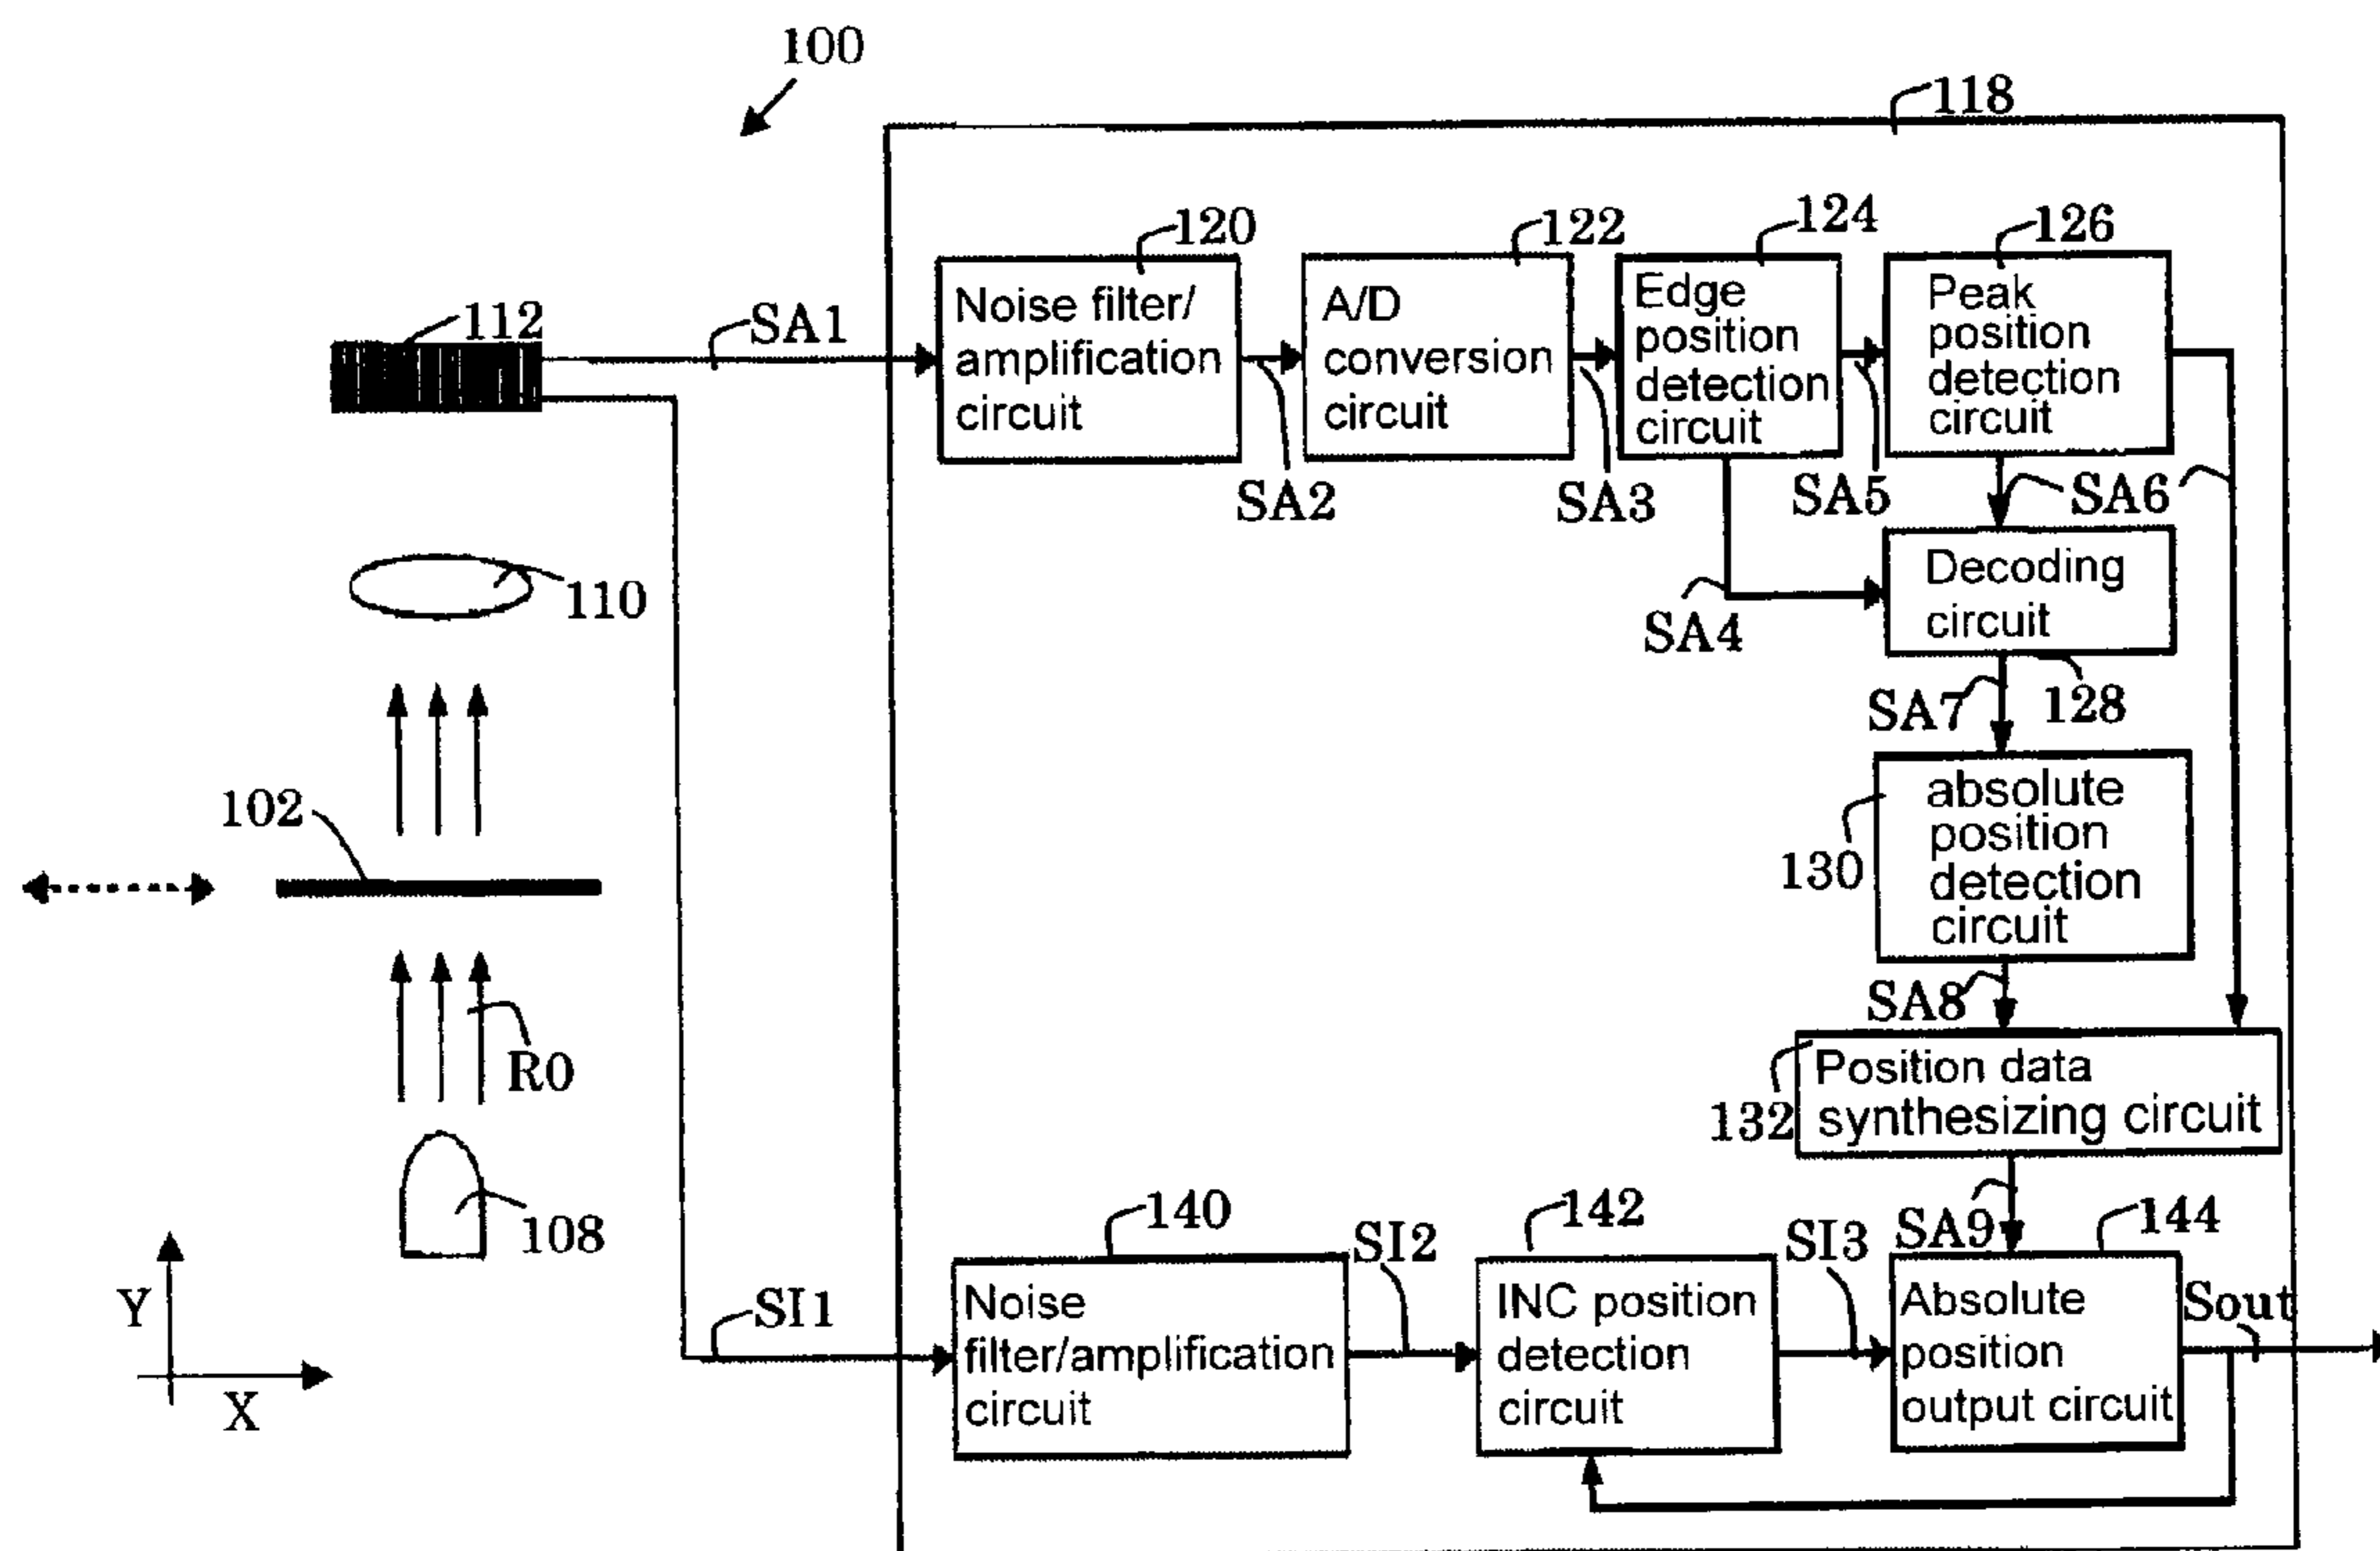 100
118
120
122
124
126
112
SA1
Noise filter/
amplification
circuit
A/D
conversion
circuit
Edge
position
detection
circuit
Peak
position
detection
circuit
SA2
SA3
SA5
SA6
110
SA4
Decoding
circuit
SA7
128
102
130
absolute
position
detection
circuit
SA8
R0
Position data
synthesizing circuit
132
108
140
SI2
142
SI3
SA9
144
Y
X
SI1
Noise
filter/amplification
circuit
INC position
detection
circuit
Absolute
position
output circuit
Sout